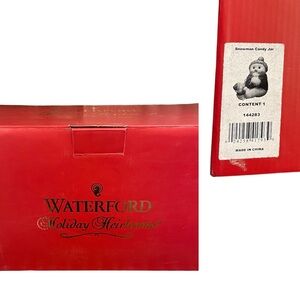 Snowman Candy Jar
CONTENT 1
144283
MADE IN CHINA
WATERFORD
Holiday Heirlooms